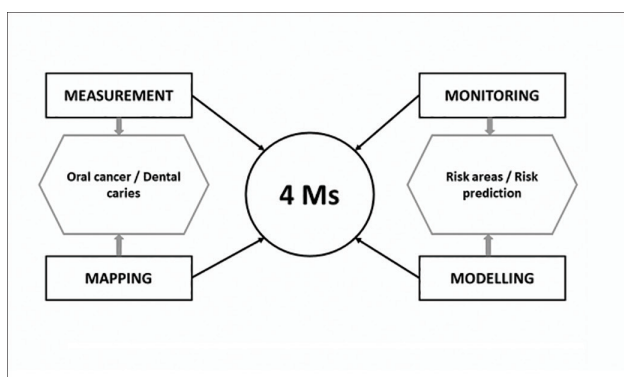 MEASUREMENT
MONITORING
Oral cancer / Dental
caries
4 Ms
Risk areas / Risk
prediction
MAPPING
MODELLING